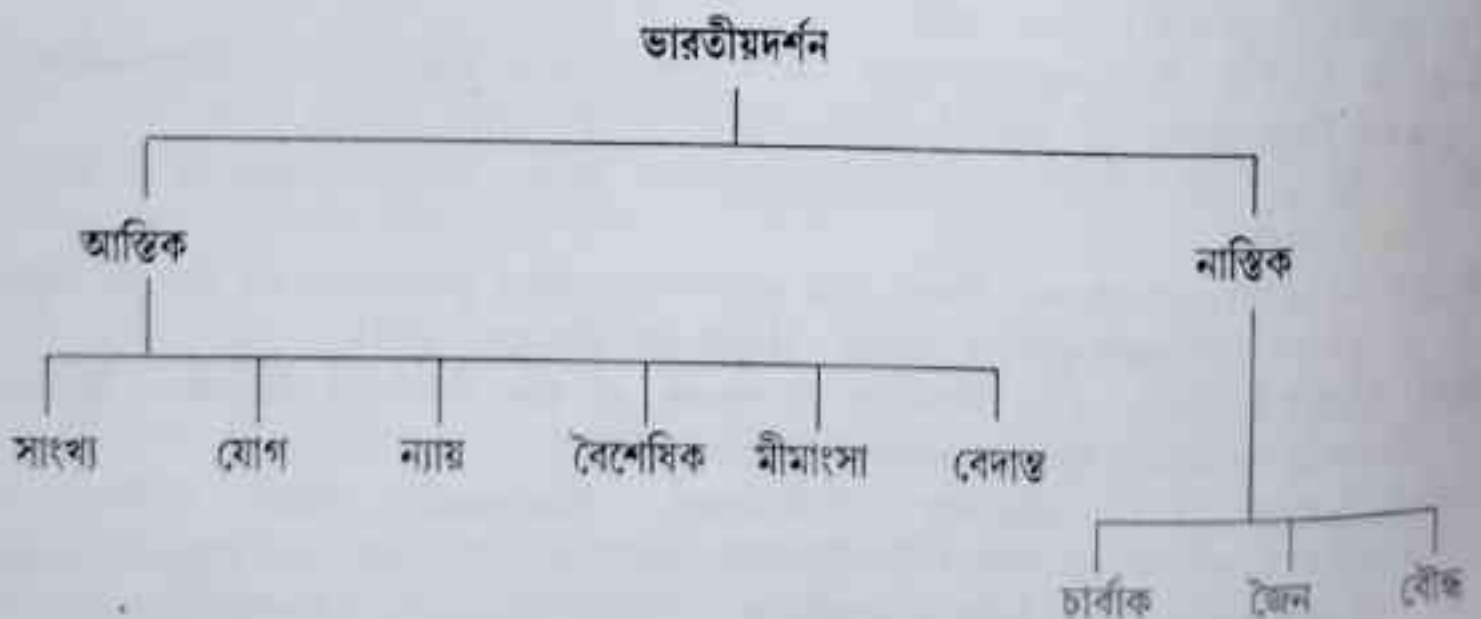 ভারতীয়দর্শন
আস্তিক
নাস্তিক
সাংখ্য যোগ ন্যায় বৈশেষিক মীমাংসা বেদান্ত
চার্বাক জৈন বৌদ্ধ